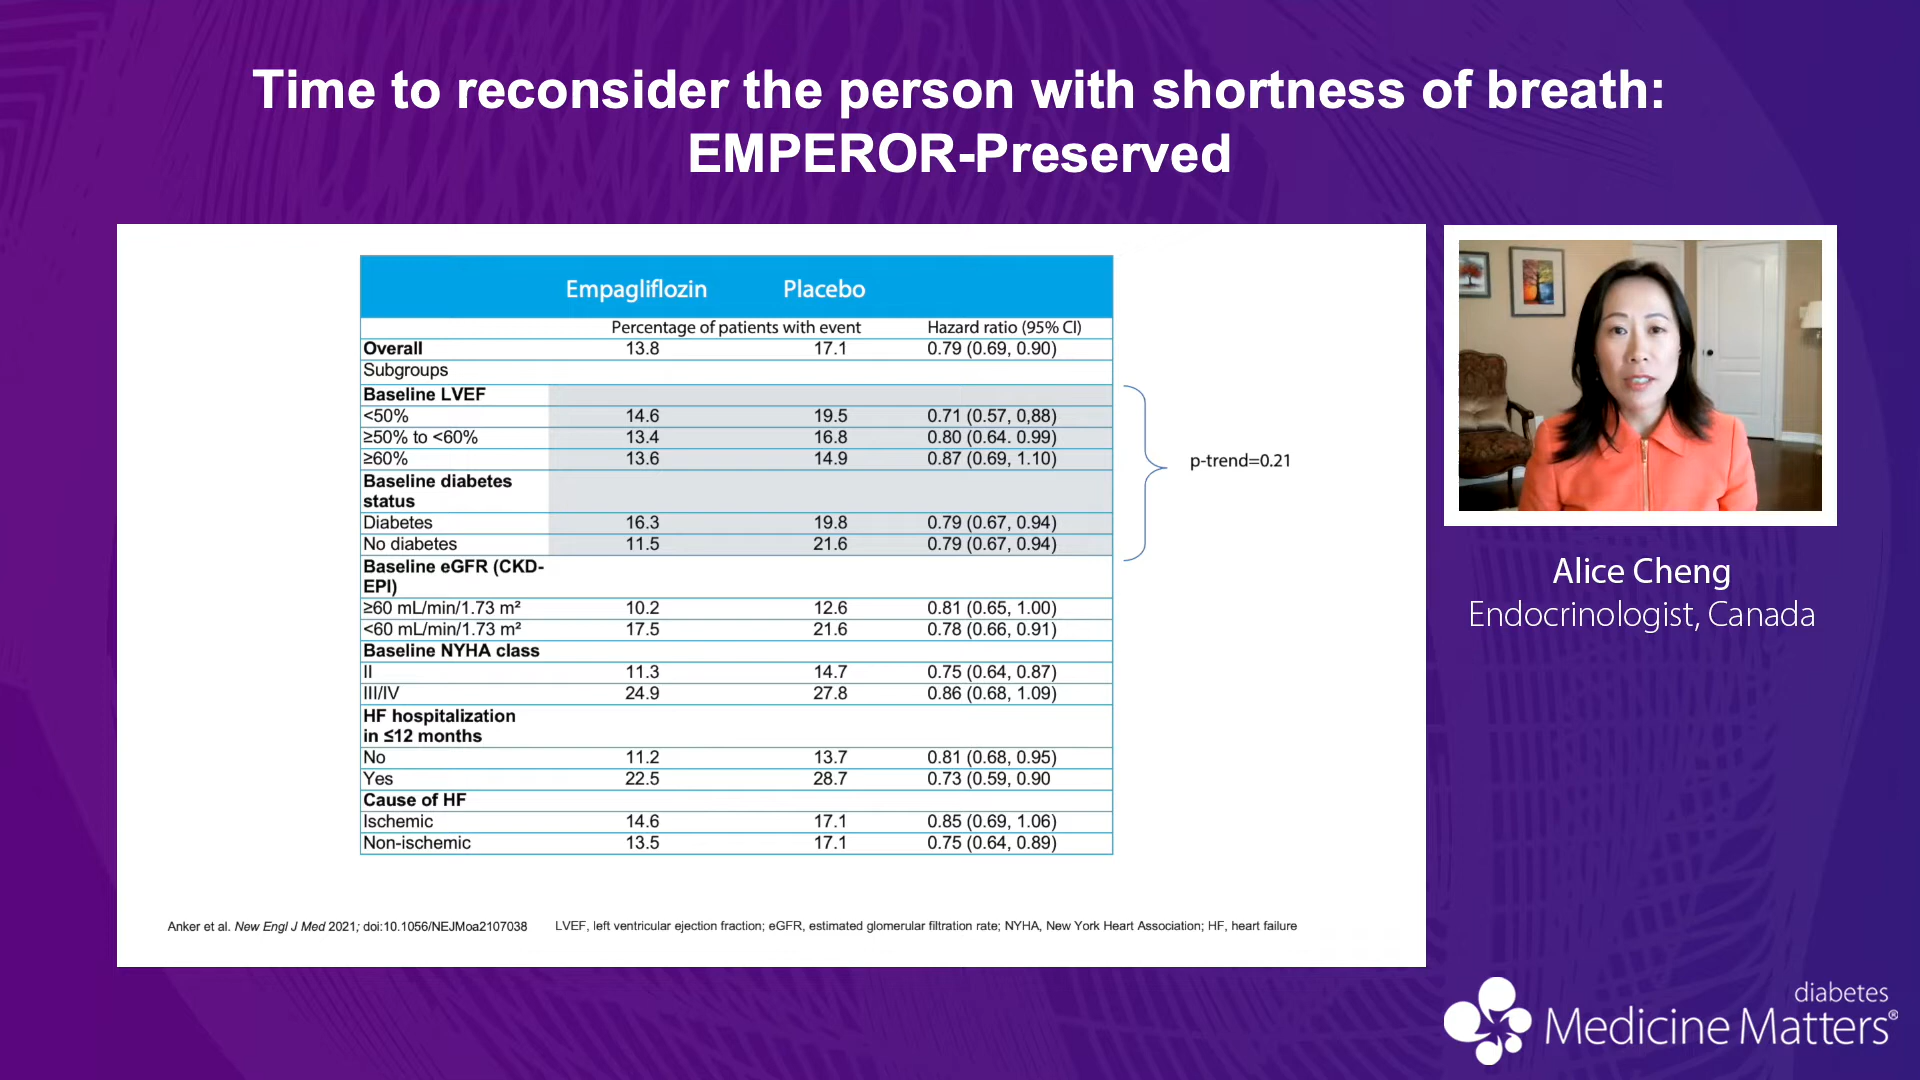 Time to reconsider the person with shortness of breath:
EMPEROR-Preserved
Empagliflozin Placebo
Percentage of patients with event Hazard ratio (95% CI)
Overall 13.8 17.1 0.79 (0.69, 0.90)
Subgroups
Baseline LVEF
<50% 14.6 19.5 0.71 (0.57, 0,88)
≥50% to <60% 13.4 16.8 0.80 (0.64. 0.99)
≥60% 13.6 14.9 0.87 (0.69, 1.10)
Baseline diabetes
status
Diabetes 16.3 19.8 0.79 (0.67, 0.94)
No diabetes 11.5 21.6 0.79 (0.67, 0.94)
Baseline eGFR (CKD-
EPI)
≥60 mL/min/1.73 m² 10.2 12.6 0.81 (0.65, 1.00)
<60 mL/min/1.73 m² 17.5 21.6 0.78 (0.66, 0.91)
Baseline NYHA class
II 11.3 14.7 0.75 (0.64, 0.87)
III/IV 24.9 27.8 0.86 (0.68, 1.09)
HF hospitalization
in ≤12 months
No 11.2 13.7 0.81 (0.68, 0.95)
Yes 22.5 28.7 0.73 (0.59, 0.90
Cause of HF
Ischemic 14.6 17.1 0.85 (0.69, 1.06)
Non-ischemic 13.5 17.1 0.75 (0.64, 0.89)
p-trend=0.21
Anker et al. New Engl J Med 2021; doi:10.1056/NEJMoa2107038 LVEF, left ventricular ejection fraction; eGFR, estimated glomerular filtration rate; NYHA, New York Heart Association; HF, heart failure
Alice Cheng
Endocrinologist, Canada
diabetes
Medicine Matters®